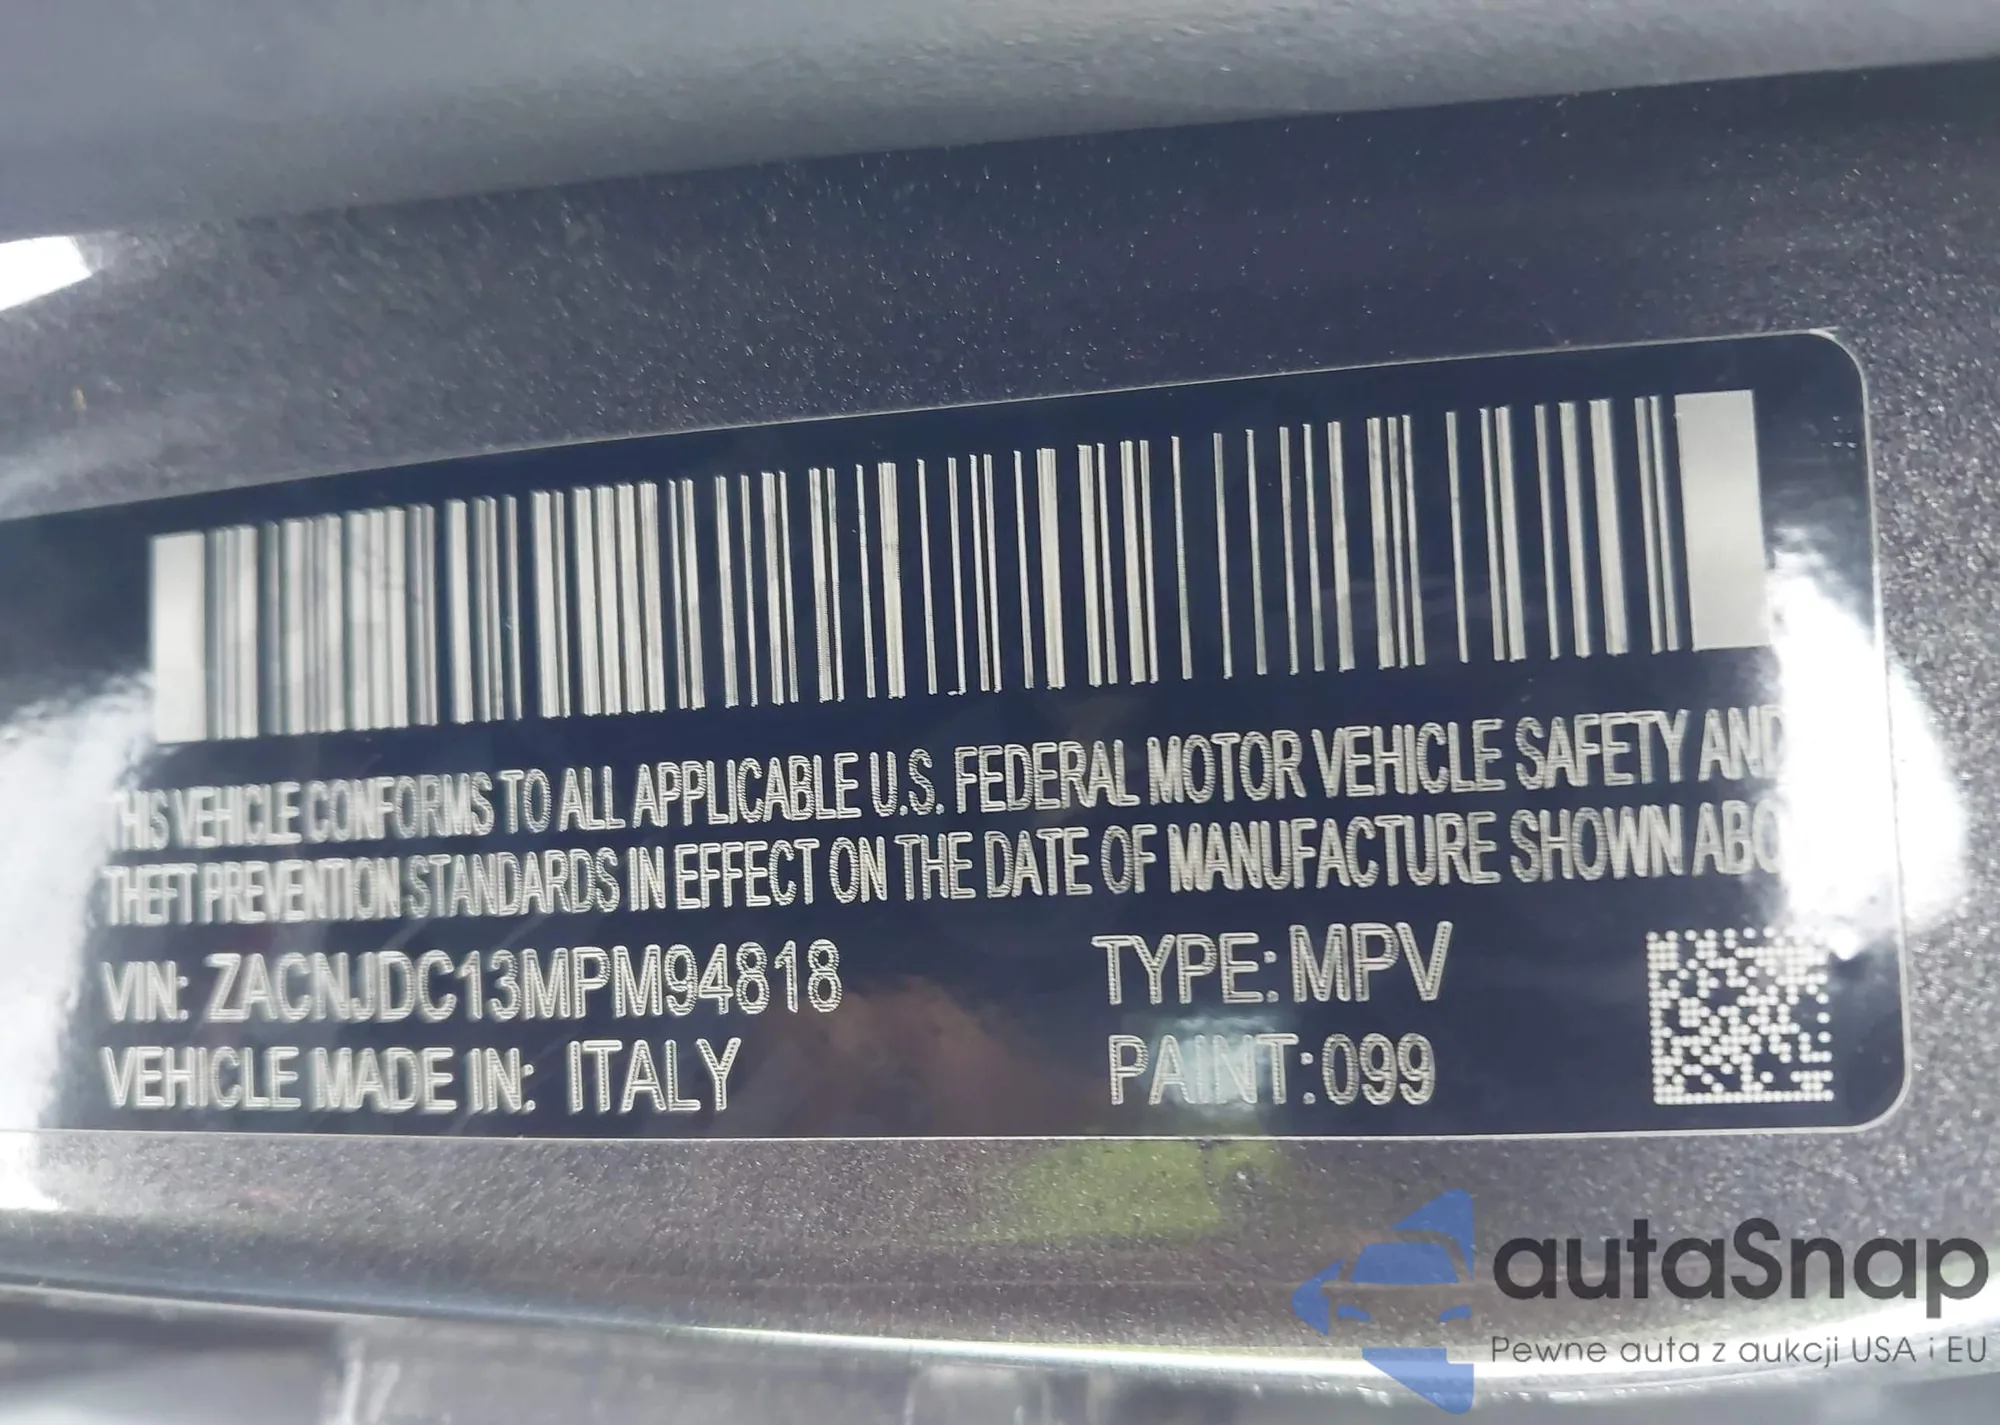 THIS VEHICLE CONFORMS TO ALL APPLICABLE U.S. FEDERAL MOTOR VEHICLE SAFETY AND
THEFT PREVENTION STANDARDS IN EFFECT ON THE DATE OF MANUFACTURE SHOWN ABO
VIN: ZACNJDC13MPM94818 TYPE: MPV
VEHICLE MADE IN: ITALY PAINT: 099
autaSnap
Pewne auta z aukcji USA i EU